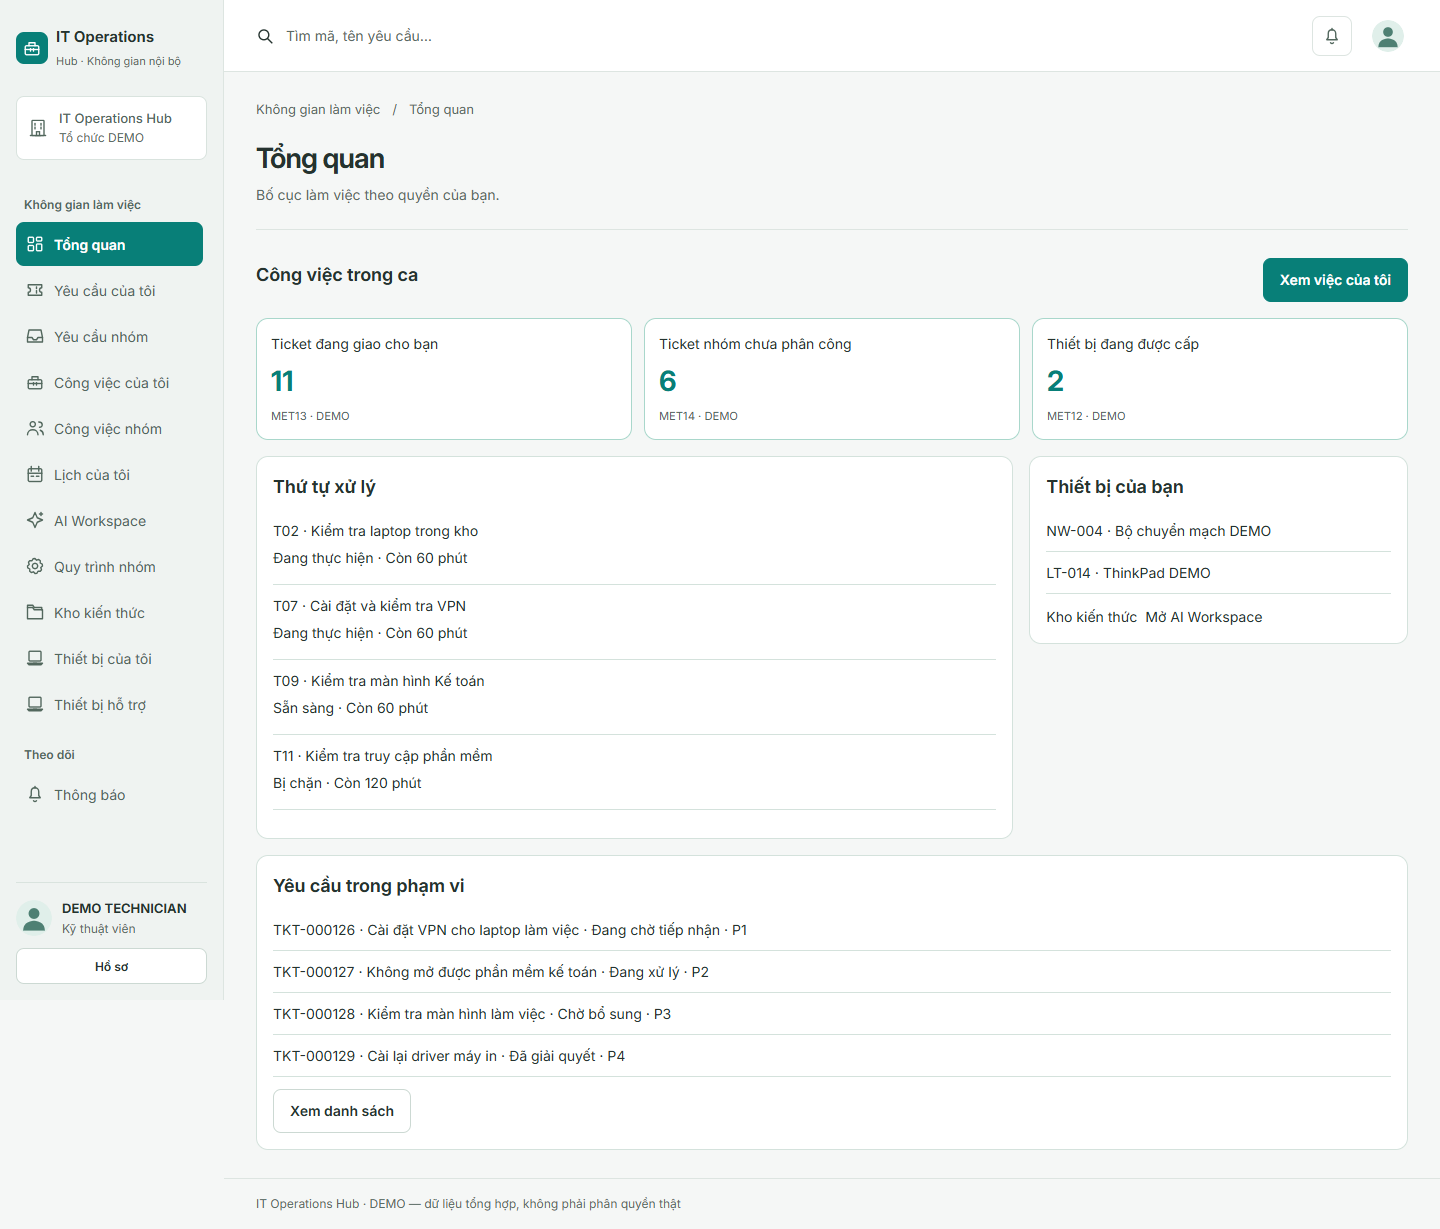 IT Operations
Hub · Không gian nội bộ
IT Operations Hub
Tổ chức DEMO
Không gian làm việc
Tổng quan
Yêu cầu của tôi
Yêu cầu nhóm
Công việc của tôi
Công việc nhóm
Lịch của tôi
AI Workspace
Quy trình nhóm
Kho kiến thức
Thiết bị của tôi
Thiết bị hỗ trợ
Theo dõi
Thông báo
DEMO TECHNICIAN
Kỹ thuật viên
Hồ sơ
Tìm mã, tên yêu cầu...
Không gian làm việc / Tổng quan
Tổng quan
Bố cục làm việc theo quyền của bạn.
Công việc trong ca
Xem việc của tôi
Ticket đang giao cho bạn
11
MET13 · DEMO
Ticket nhóm chưa phân công
6
MET14 · DEMO
Thiết bị đang được cấp
2
MET12 · DEMO
Thứ tự xử lý
T02 · Kiểm tra laptop trong kho
Đang thực hiện · Còn 60 phút
T07 · Cài đặt và kiểm tra VPN
Đang thực hiện · Còn 60 phút
T09 · Kiểm tra màn hình Kế toán
Sẵn sàng · Còn 60 phút
T11 · Kiểm tra truy cập phần mềm
Bị chặn · Còn 120 phút
Thiết bị của bạn
NW-004 · Bộ chuyển mạch DEMO
LT-014 · ThinkPad DEMO
Kho kiến thức Mở AI Workspace
Yêu cầu trong phạm vi
TKT-000126 · Cài đặt VPN cho laptop làm việc · Đang chờ tiếp nhận · P1
TKT-000127 · Không mở được phần mềm kế toán · Đang xử lý · P2
TKT-000128 · Kiểm tra màn hình làm việc · Chờ bổ sung · P3
TKT-000129 · Cài lại driver máy in · Đã giải quyết · P4
Xem danh sách
IT Operations Hub · DEMO — dữ liệu tổng hợp, không phải phân quyền thật